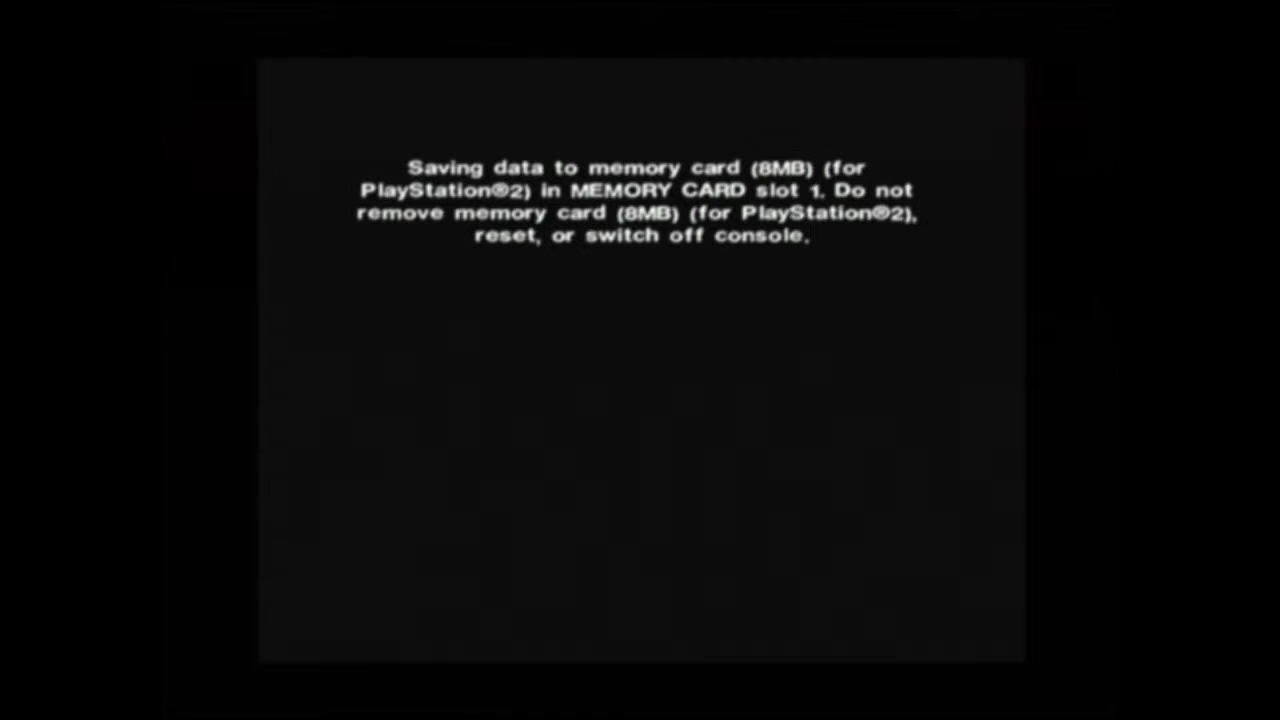 Saving data to memory card (8MB) (for
PlayStation®2) in MEMORY CARD slot 1. Do not
remove memory card (8MB) (for PlayStation®2),
reset, or switch off console.